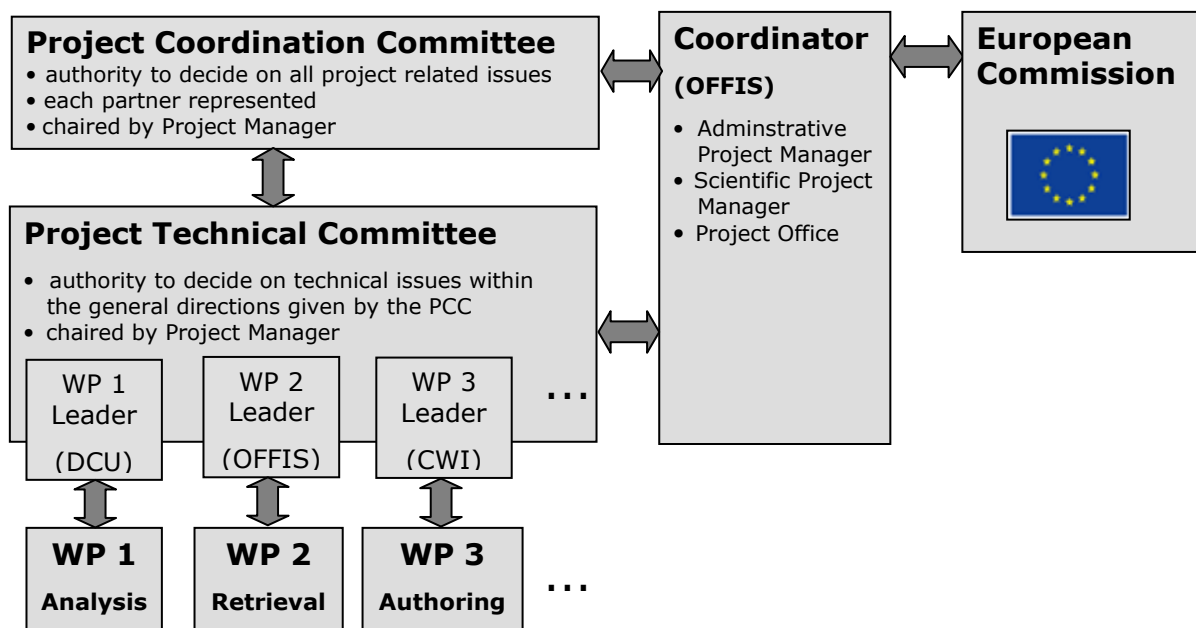 Project Coordination Committee
• authority to decide on all project related issues
• each partner represented
• chaired by Project Manager
Coordinator
(OFFIS)
• Adminstrative
Project Manager
• Scientific Project
Manager
• Project Office
European
Commission
Project Technical Committee
• authority to decide on technical issues within
the general directions given by the PCC
• chaired by Project Manager
WP 1
Leader
(DCU)
WP 2
Leader
(OFFIS)
WP 3
Leader
(CWI)
...
WP 1
Analysis
WP 2
Retrieval
WP 3
Authoring
...